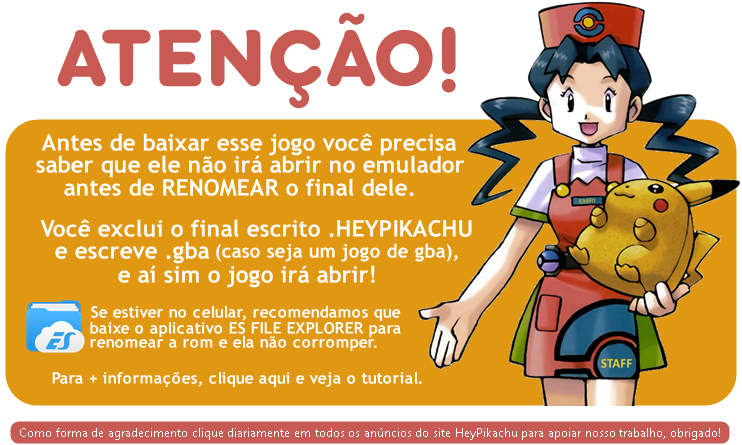 ATENÇÃO!
Antes de baixar esse jogo você precisa
saber que ele não irá abrir no emulador
antes de RENOMEAR o final dele.
Você exclui o final escrito .HEYPIKACHU
e escreve .gba (caso seja um jogo de gba),
e aí sim o jogo irá abrir!
ES
Se estiver no celular, recomendamos que
baixe o aplicativo ES FILE EXPLORER para
renomear a rom e ela não corromper.
Para + informações, clique aqui e veja o tutorial.
STAFF
Como forma de agradecimento clique diariamente em todos os anúncios do site HeyPikachu para apoiar nosso trabalho, obrigado!